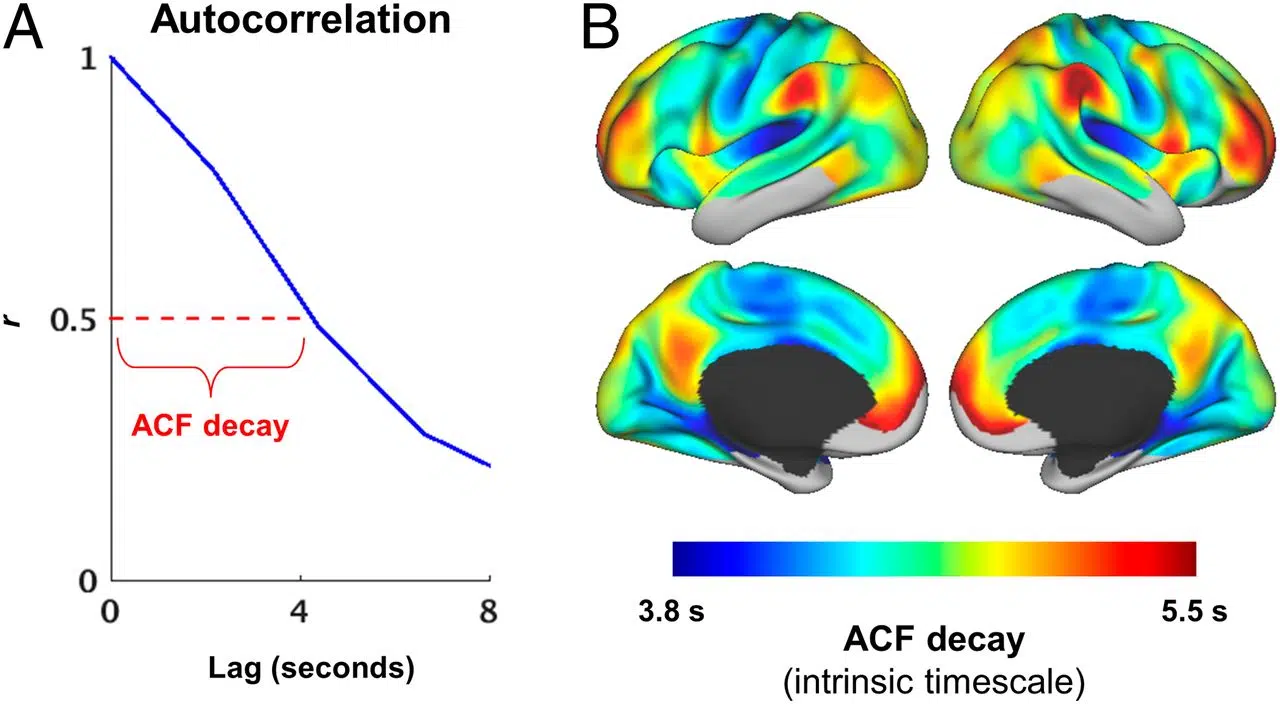 A
Autocorrelation
1
0.5
0
r
ACF decay
0
4
8
Lag (seconds)
B
3.8 s
5.5 s
ACF decay
(intrinsic timescale)